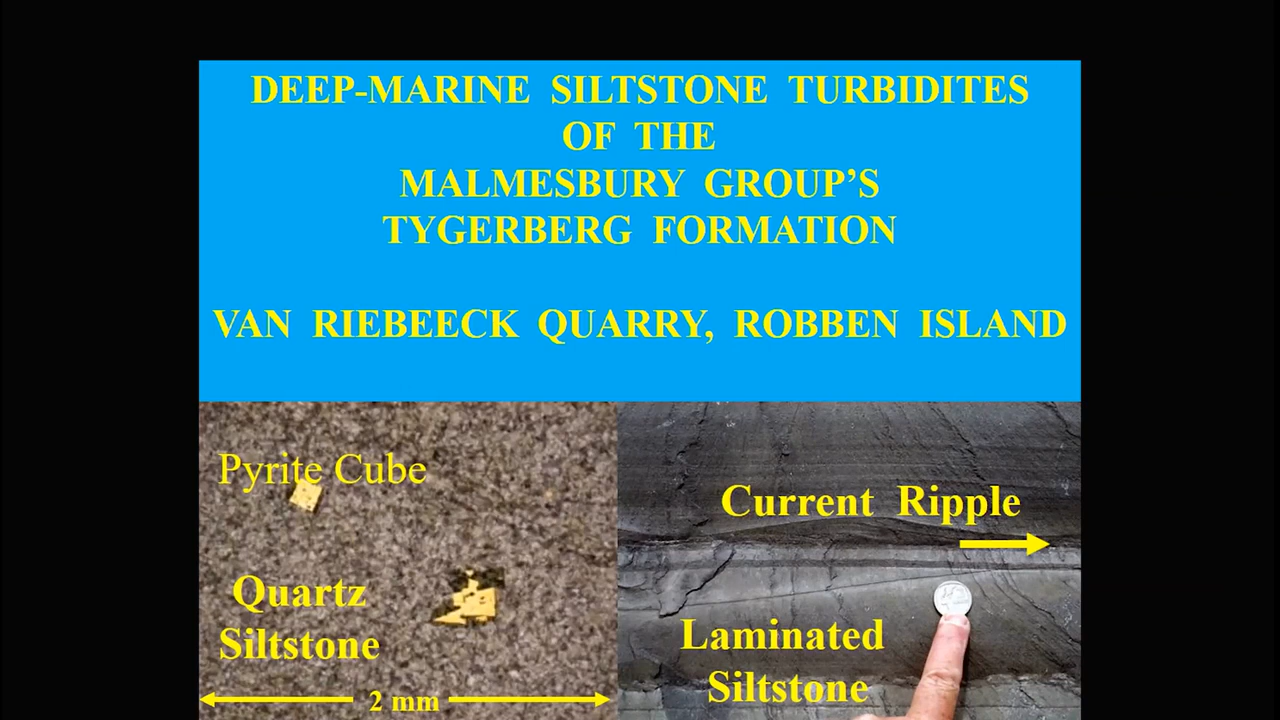 DEEP-MARINE SILTSTONE TURBIDITES
OF THE
MALMESBURY GROUP’S
TYGERBERG FORMATION
VAN RIEBEECK QUARRY, ROBBEN ISLAND
Pyrite Cube
Quartz
Siltstone
2 mm
Current Ripple
Laminated
Siltstone